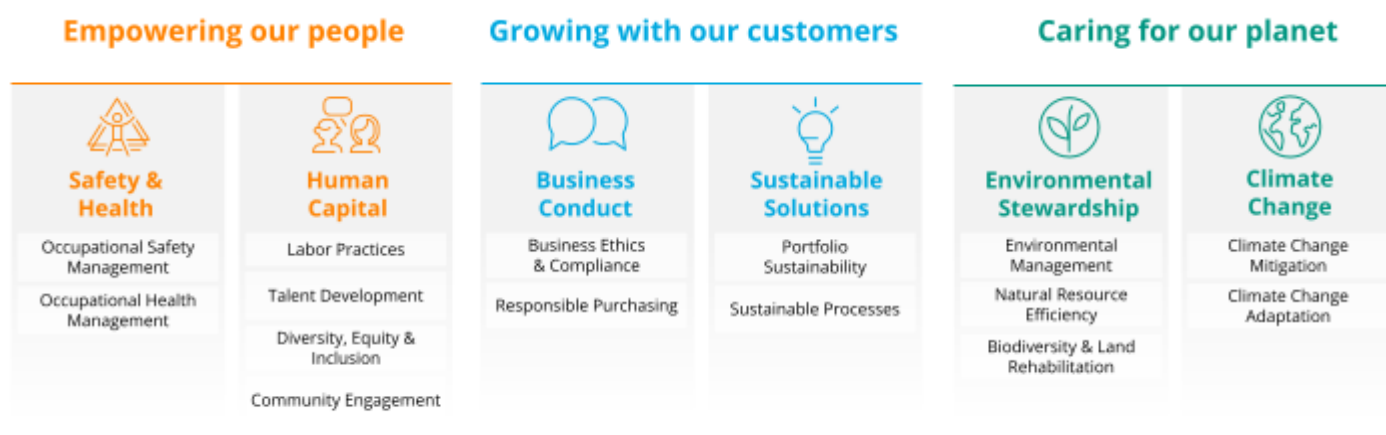 Empowering our people
Growing with our customers
Caring for our planet
Safety &
Health
Occupational Safety
Management
Occupational Health
Management
Human
Capital
Labor Practices
Talent Development
Diversity, Equity &
Inclusion
Community Engagement
Business
Conduct
Business Ethics
& Compliance
Responsible Purchasing
Sustainable
Solutions
Portfolio
Sustainability
Sustainable Processes
Environmental
Stewardship
Environmental
Management
Natural Resource
Efficiency
Biodiversity & Land
Rehabilitation
Climate
Change
Climate Change
Mitigation
Climate Change
Adaptation